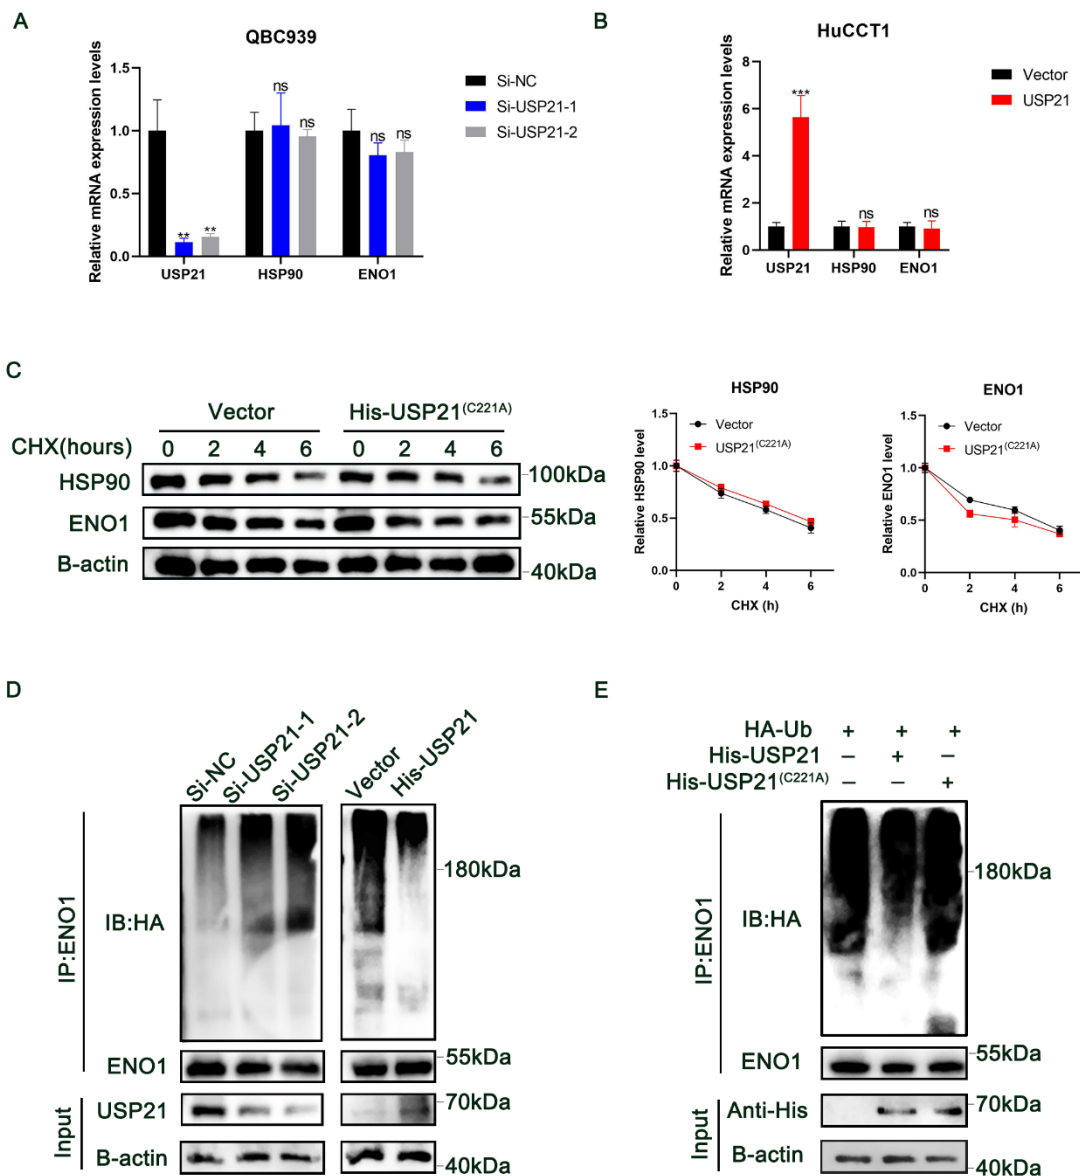 A
QBC939
Relative mRNA expression levels
1.5
1.0
0.5
0.0
** ** ns ns ns ns
USP21 HSP90 ENO1
Si-NC
Si-USP21-1
Si-USP21-2
B
HuCCT1
Relative mRNA expression levels
8
6
4
2
0
*** ns ns
USP21 HSP90 ENO1
Vector
USP21
C
Vector His-USP21(C221A)
CHX(hours) 0 2 4 6 0 2 4 6
HSP90 100kDa
ENO1 55kDa
B-actin 40kDa
HSP90
Relative HSP90 level
1.5
1.0
0.5
0.0
0 2 4 6
CHX (h)
Vector
USP21(C221A)
ENO1
Relative ENO1 level
1.5
1.0
0.5
0.0
0 2 4 6
CHX (h)
Vector
USP21(C221A)
D
Si-NC Si-USP21-1 Si-USP21-2 Vector His-USP21
IP:ENO1
IB:HA 180kDa
ENO1 55kDa
Input
USP21 70kDa
B-actin 40kDa
E
HA-Ub + + +
His-USP21 − + −
His-USP21(C221A) − − +
IP:ENO1
IB:HA 180kDa
ENO1 55kDa
Input
Anti-His 70kDa
B-actin 40kDa